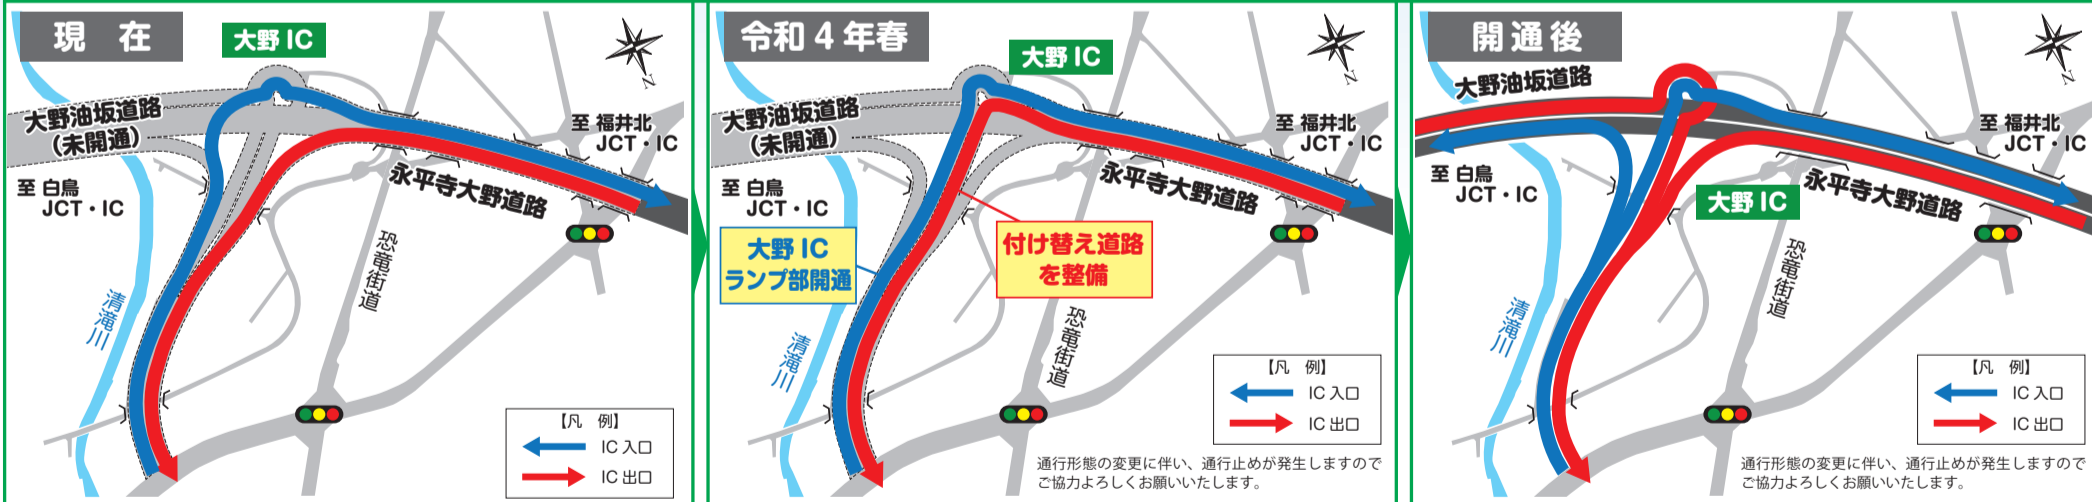 現 在
大野 IC
大野油坂道路
（未開通）
至 福井北
JCT・IC
至 白鳥
JCT・IC
永平寺大野道路
恐竜街道
清滝川
N
【凡 例】
IC 入口
IC 出口
令和 4 年春
大野 IC
大野油坂道路
（未開通）
至 福井北
JCT・IC
至 白鳥
JCT・IC
永平寺大野道路
大野 IC
ランプ部開通
付け替え道路
を整備
恐竜街道
清滝川
N
【凡 例】
IC 入口
IC 出口
通行形態の変更に伴い、通行止めが発生しますので
ご協力よろしくお願いいたします。
開通後
大野油坂道路
至 福井北
JCT・IC
至 白鳥
JCT・IC
永平寺大野道路
大野 IC
恐竜街道
清滝川
N
【凡 例】
IC 入口
IC 出口
通行形態の変更に伴い、通行止めが発生しますので
ご協力よろしくお願いいたします。